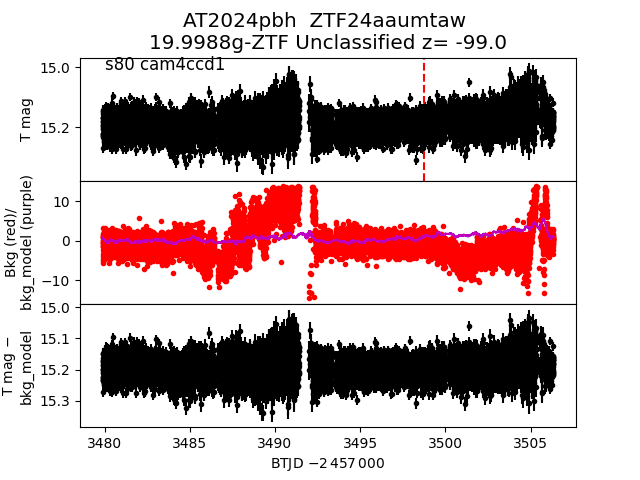 AT2024pbh  ZTF24aaumtaw
19.9988g-ZTF Unclassified z= -99.0
s80 cam4ccd1
15.0
15.2
T mag
10
0
−10
Bkg (red)/
bkg_model (purple)
15.0
15.1
15.2
15.3
T mag −
bkg_model
3480 3485 3490 3495 3500 3505
BTJD −2 457 000